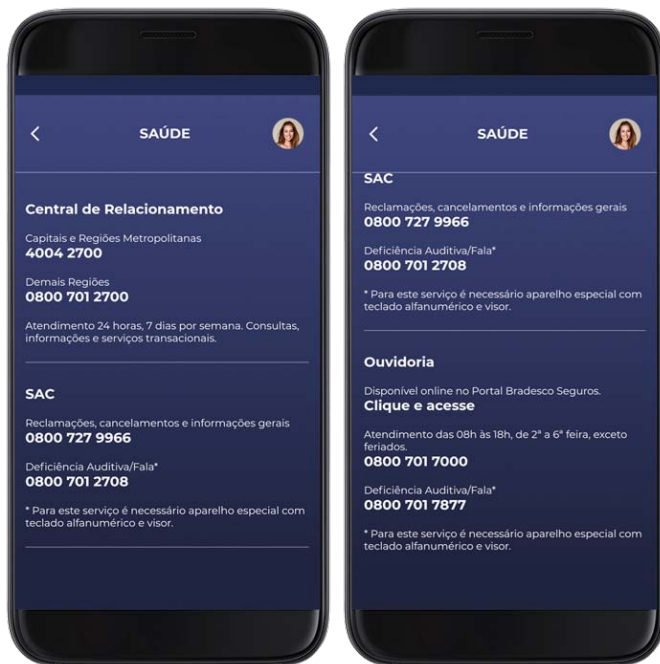 SAÚDE
Central de Relacionamento
Capitais e Regiões Metropolitanas
4004 2700
Demais Regiões
0800 701 2700
Atendimento 24 horas, 7 dias por semana. Consultas,
informações e serviços transacionais.
SAC
Reclamações, cancelamentos e informações gerais
0800 727 9966
Deficiência Auditiva/Fala*
0800 701 2708
* Para este serviço é necessário aparelho especial com
teclado alfanumérico e visor.
SAÚDE
SAC
Reclamações, cancelamentos e informações gerais
0800 727 9966
Deficiência Auditiva/Fala*
0800 701 2708
* Para este serviço é necessário aparelho especial com
teclado alfanumérico e visor.
Ouvidoria
Disponível online no Portal Bradesco Seguros.
Clique e acesse
Atendimento das 08h às 18h, de 2ª a 6ª feira, exceto
feriados.
0800 701 7000
Deficiência Auditiva/Fala*
0800 701 7877
* Para este serviço é necessário aparelho especial com
teclado alfanumérico e visor.